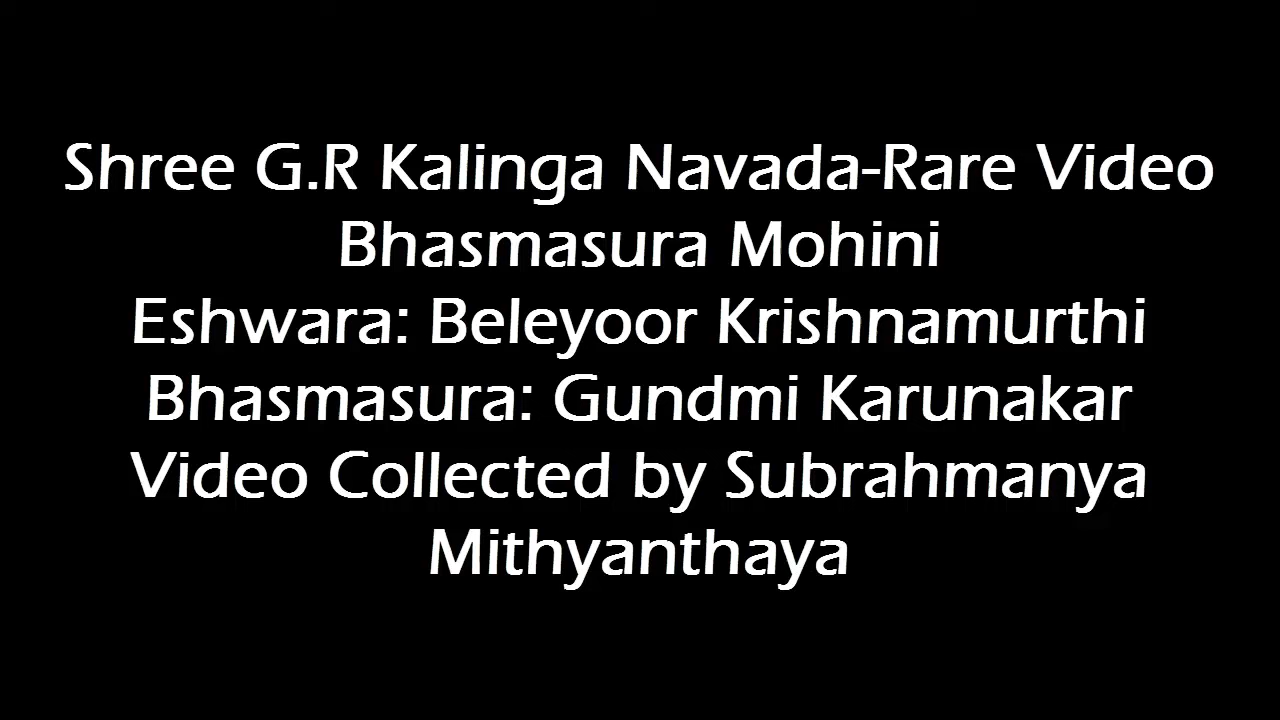 Shree G.R Kalinga Navada-Rare Video
Bhasmasura Mohini
Eshwara: Beleyoor Krishnamurthi
Bhasmasura: Gundmi Karunakar
Video Collected by Subrahmanya
Mithyanthaya